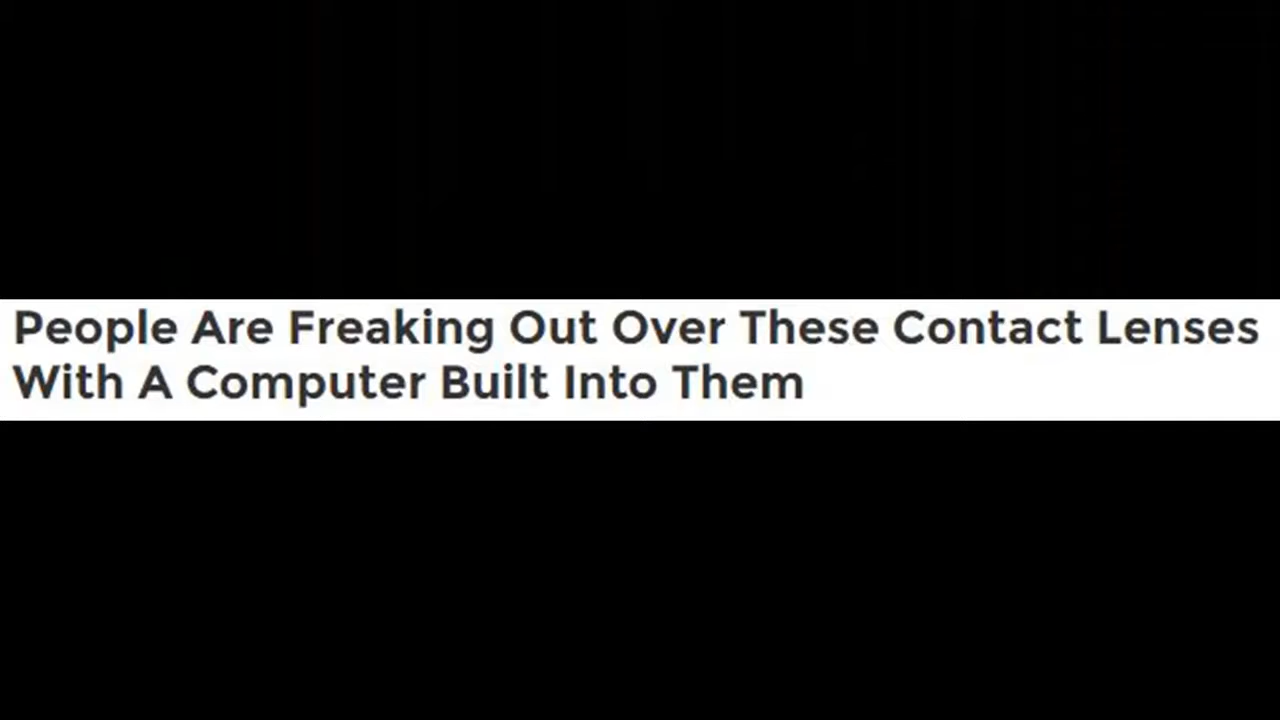 People Are Freaking Out Over These Contact Lenses
With A Computer Built Into Them